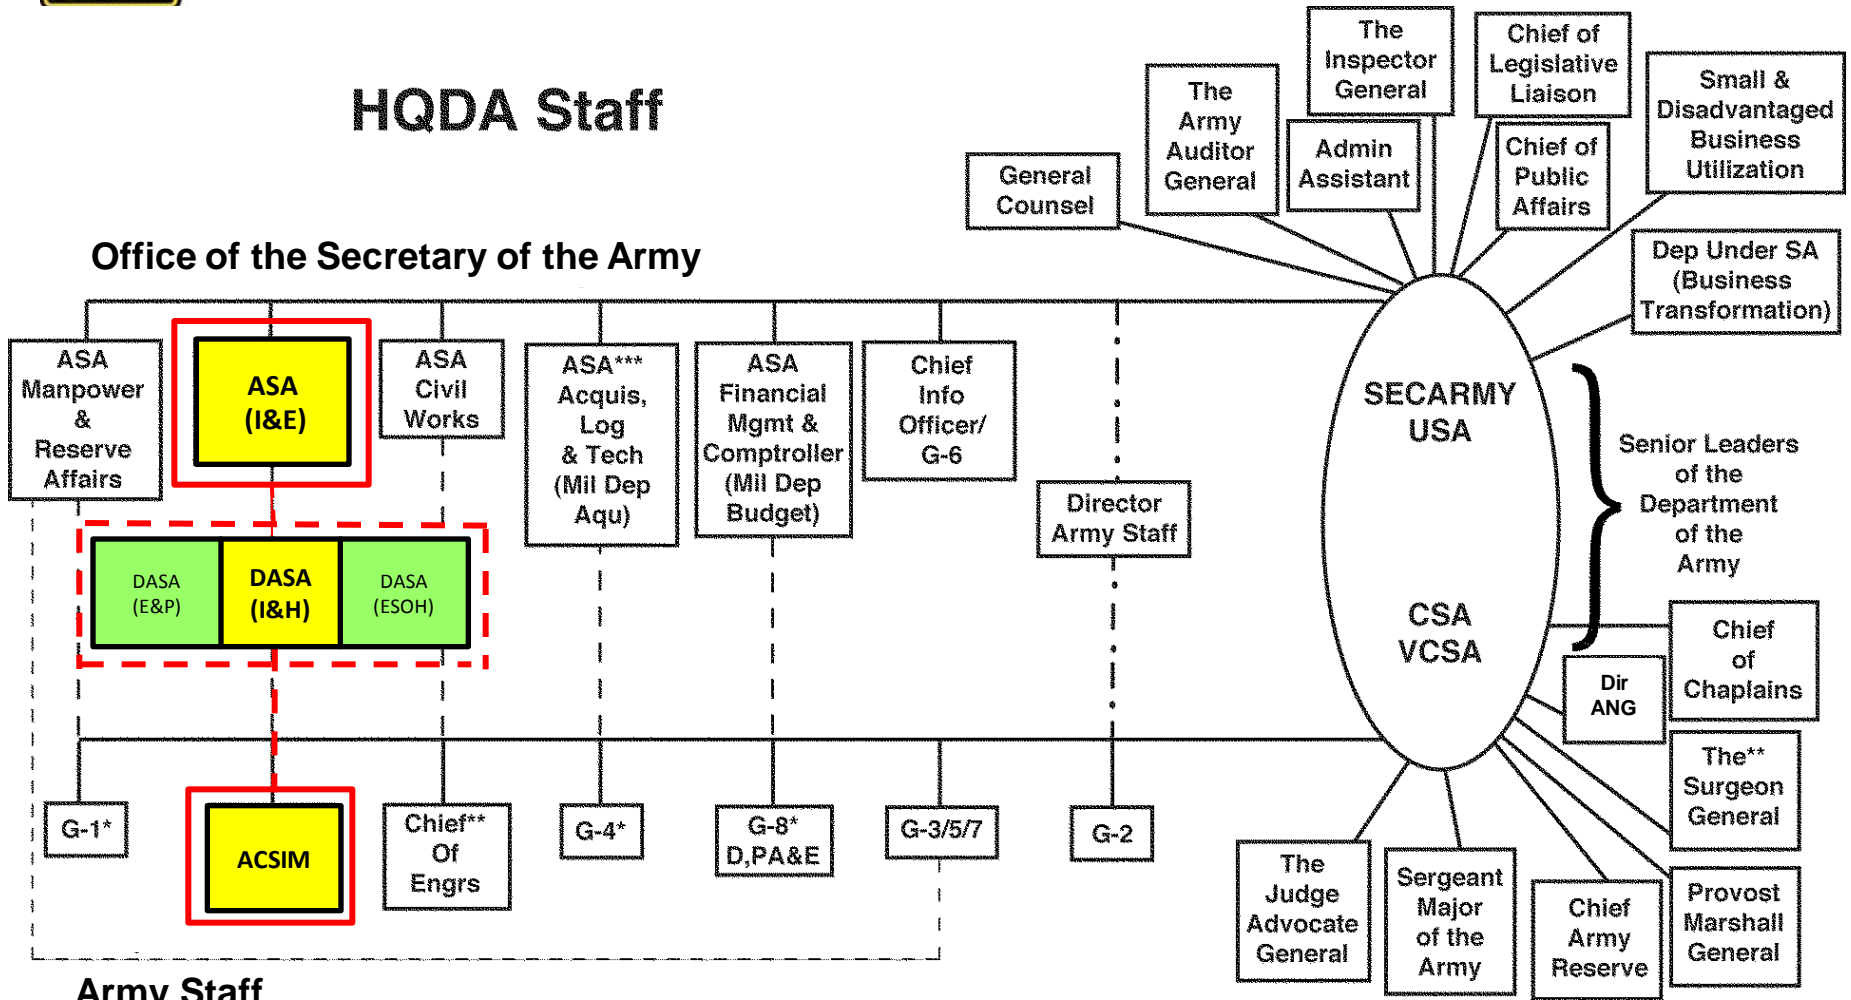 HQDA Staff
The
Inspector
General
Chief of
Legislative
Liaison
Small &
Disadvantaged
Business
Utilization
The
Army
Auditor
General
Admin
Assistant
Chief of
Public
Affairs
General
Counsel
Dep Under SA
(Business
Transformation)
Office of the Secretary of the Army
ASA
Manpower
&
Reserve
Affairs
ASA
(I&E)
ASA
Civil
Works
ASA***
Acquis,
Log
& Tech
(Mil Dep
Aqu)
ASA
Financial
Mgmt &
Comptroller
(Mil Dep
Budget)
Chief
Info
Officer/
G-6
Director
Army Staff
SECARMY
USA
CSA
VCSA
Senior Leaders
of the
Department
of the
Army
DASA
(E&P)
DASA
(I&H)
DASA
(ESOH)
Chief
of
Chaplains
Dir
ANG
The**
Surgeon
General
Provost
Marshall
General
Chief
Army
Reserve
Sergeant
Major
of the
Army
The
Judge
Advocate
General
G-1*
ACSIM
Chief**
Of
Engrs
G-4*
G-8*
D,PA&E
G-3/5/7
G-2
Army Staff